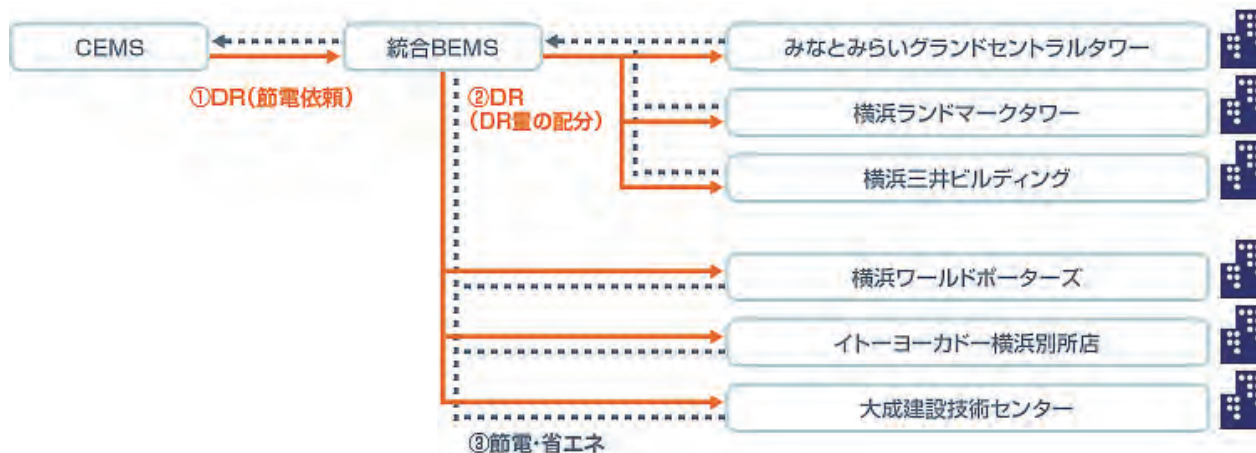 CEMS
統合BEMS
①DR(節電依頼)
②DR
(DR量の配分)
みなとみらいグランドセントラルタワー
横浜ランドマークタワー
横浜三井ビルディング
横浜ワールドポーターズ
イトーヨーカドー横浜別所店
大成建設技術センター
③節電・省エネ